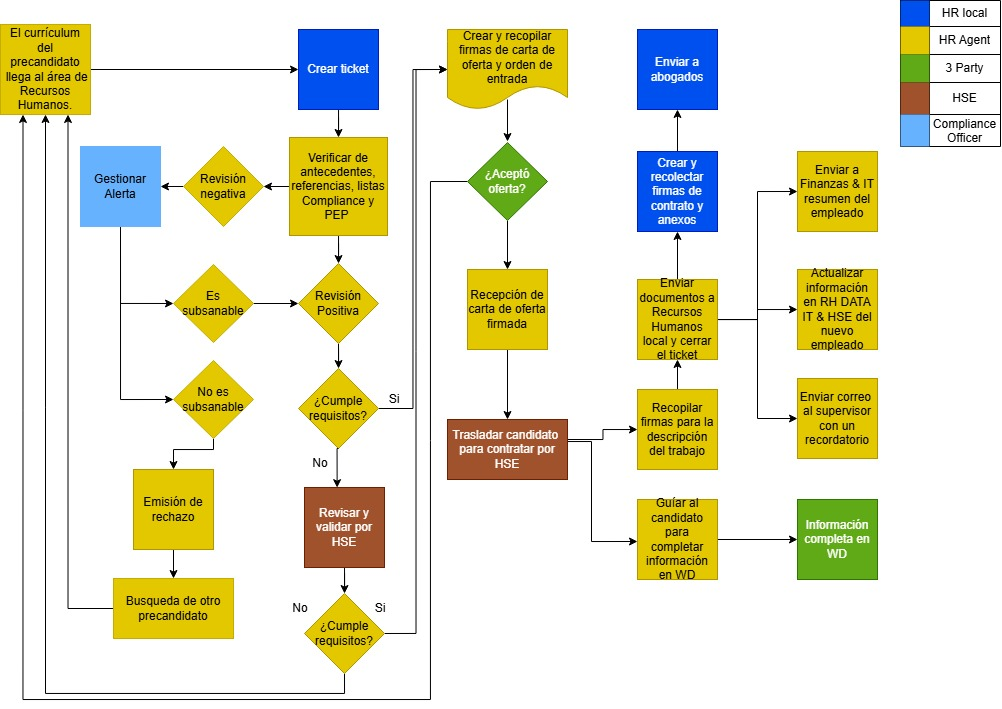 El currículum
del
precandidato
llega al área de
Recursos
Humanos.
Crear ticket
Crear y recopilar
firmas de carta de
oferta y orden de
entrada
Enviar a
abogados
HR local
HR Agent
3 Party
HSE
Compliance
Officer
Gestionar
Alerta
Revisión
negativa
Verificar de
antecedentes,
referencias, listas
Compliance y
PEP
¿Aceptó
oferta?
Crear y
recolectar
firmas de
contrato y
anexos
Enviar a
Finanzas & IT
resumen del
empleado
Es
subsanable
Revisión
Positiva
Recepción de
carta de oferta
firmada
Enviar
documentos a
Recursos
Humanos
local y cerrar
el ticket
Actualizar
información
en RH DATA
IT & HSE del
nuevo
empleado
No es
subsanable
¿Cumple
requisitos?
Si
No
Trasladar candidato
para contratar por
HSE
Recopilar
firmas para la
descripción
del trabajo
Enviar correo
al supervisor
con un
recordatorio
Emisión de
rechazo
Revisar y
validar por
HSE
Guíar al
candidato
para
completar
información
en WD
Información
completa en
WD
Busqueda de otro
precandidato
No
Si
¿Cumple
requisitos?